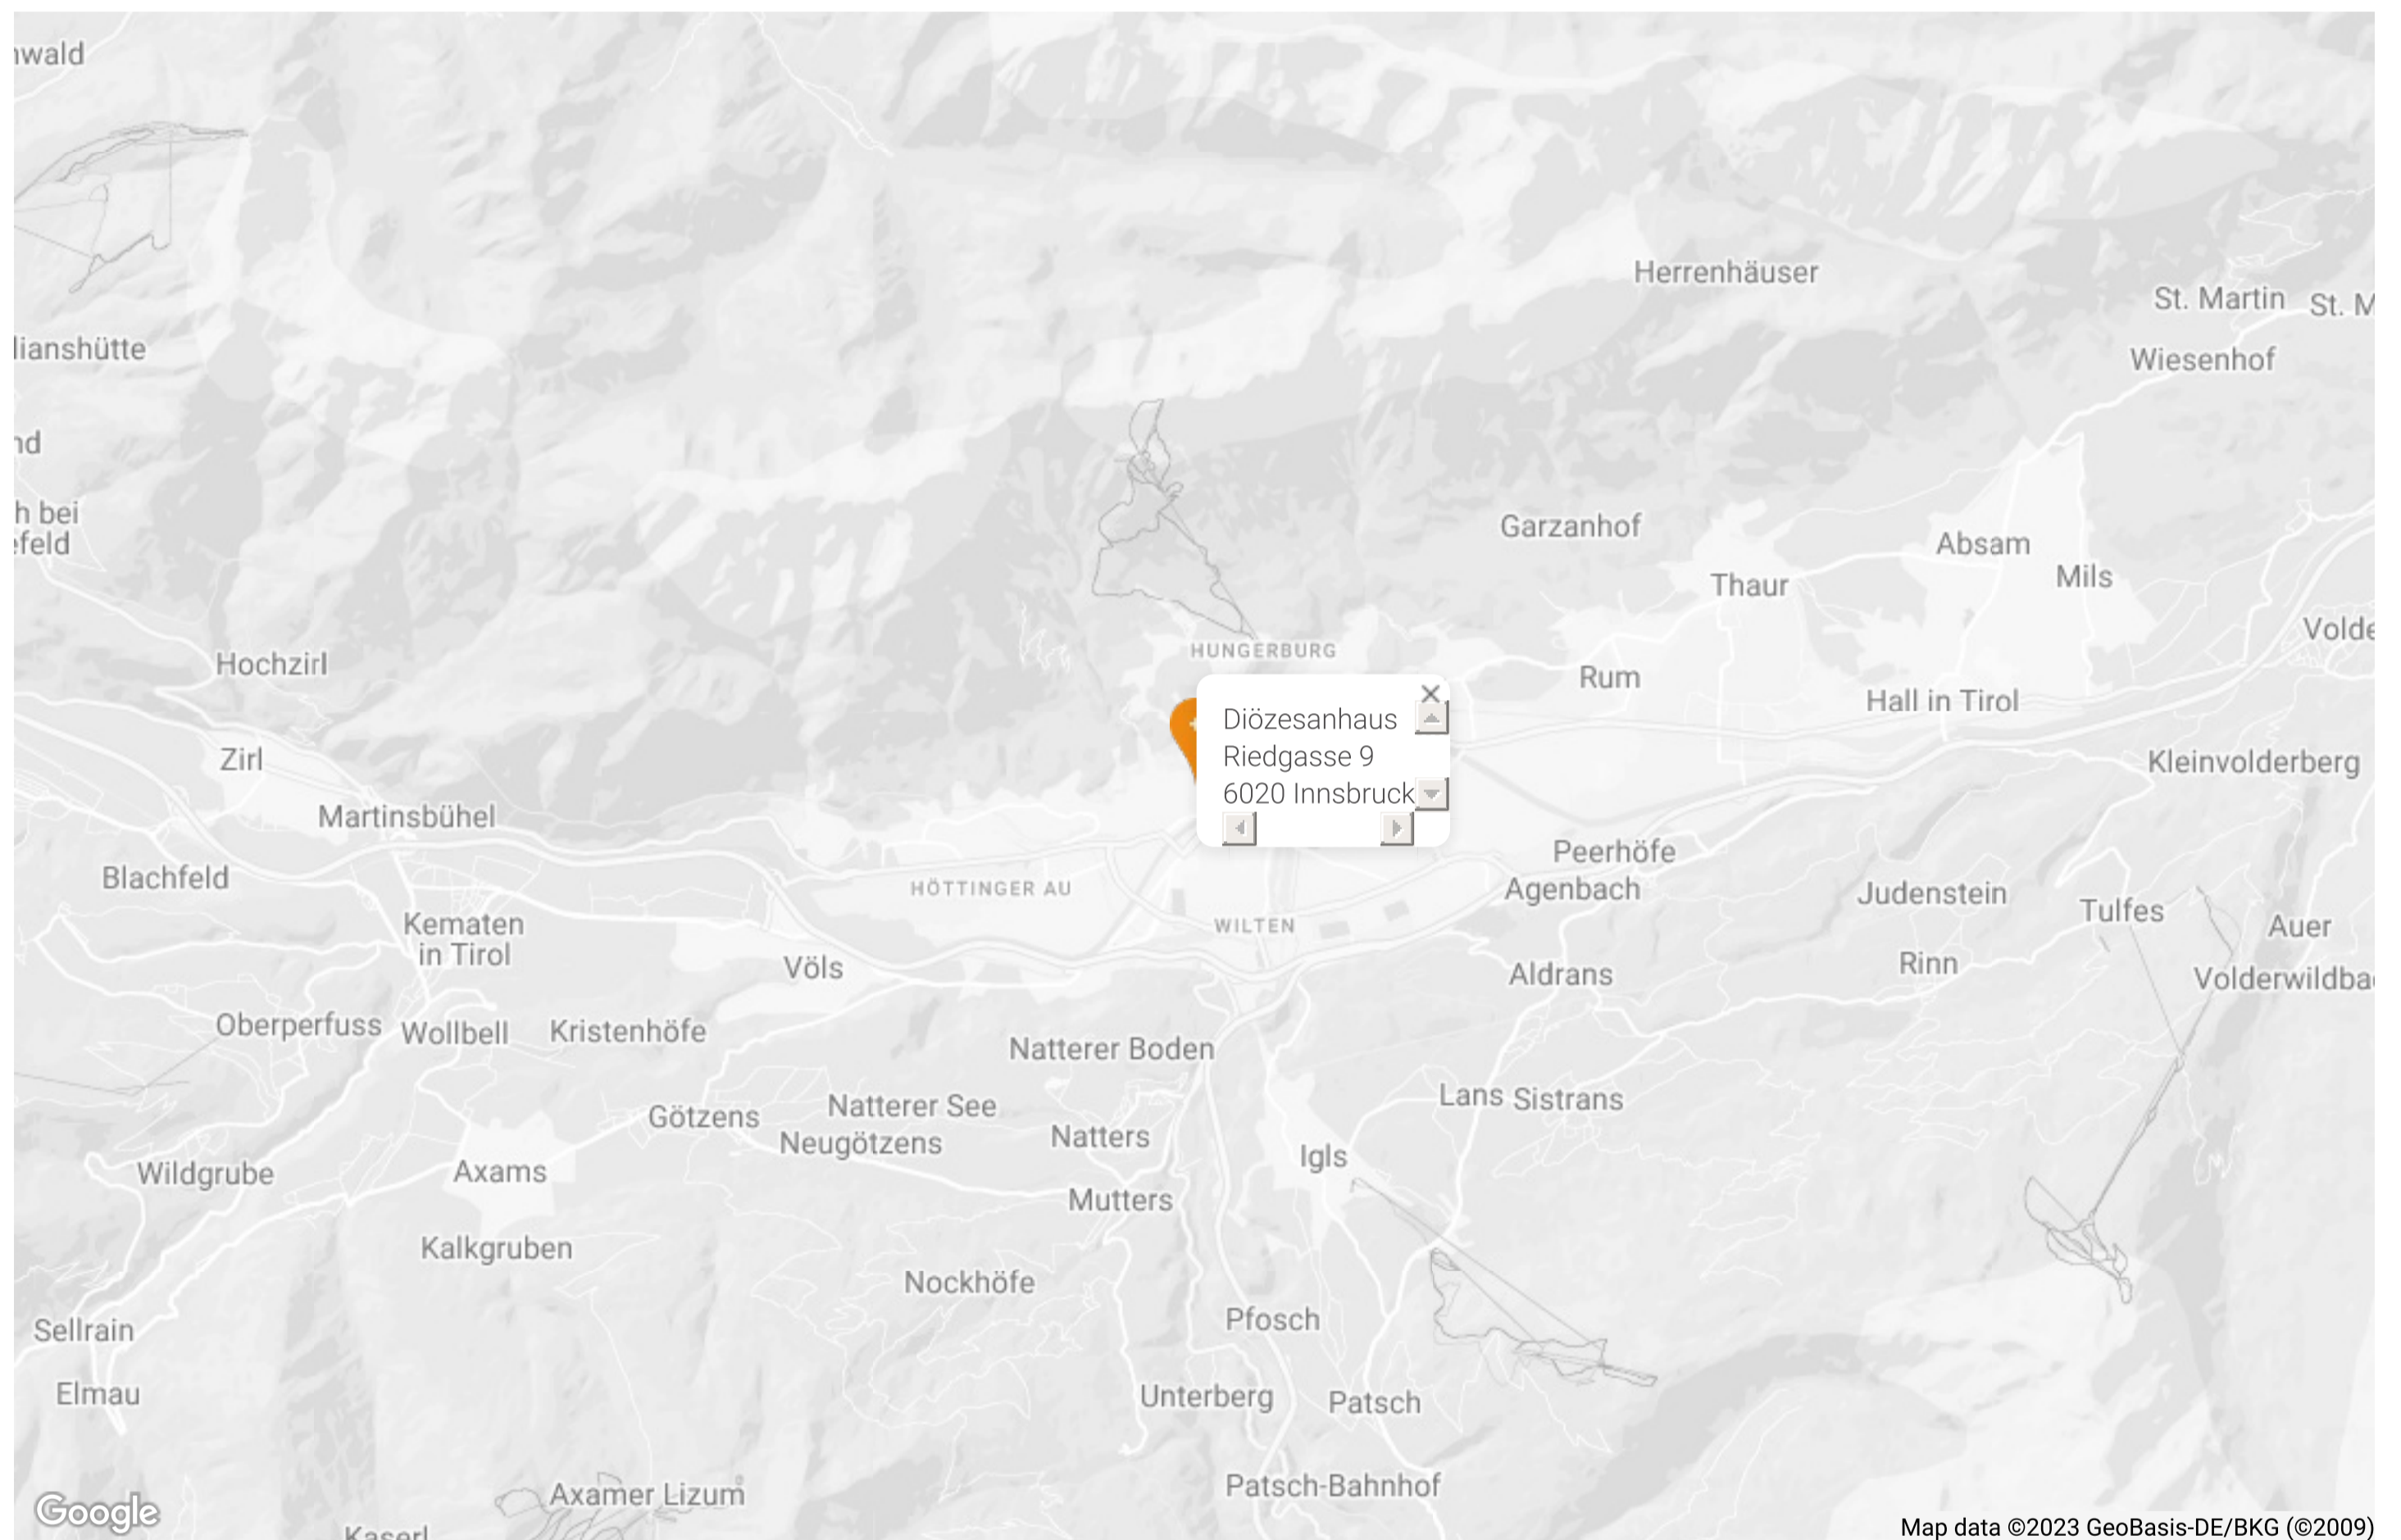 Herrenhäuser
St. Martin
Wiesenhof
Garzanhof
Absam
Thaur
Mils
HUNGERBURG
Hochzirl
Rum
Hall in Tirol
Diözesanhaus
Riedgasse 9
6020 Innsbruck
Zirl
Kleinvolderberg
Martinsbühel
Peerhöfe
Blachfeld
HÖTTINGER AU
Agenbach
Judenstein
Tulfes
Kematen
in Tirol
WILTEN
Auer
Völs
Aldrans
Rinn
Oberperfuss
Wollbell
Kristenhöfe
Natterer Boden
Götzens
Natterer See
Lans
Sistrans
Neugötzens
Natters
Igls
Wildgrube
Axams
Mutters
Kalkgruben
Nockhöfe
Pfosch
Sellrain
Elmau
Unterberg
Patsch
Patsch-Bahnhof
Axamer Lizum
Google
Map data ©2023 GeoBasis-DE/BKG (©2009)